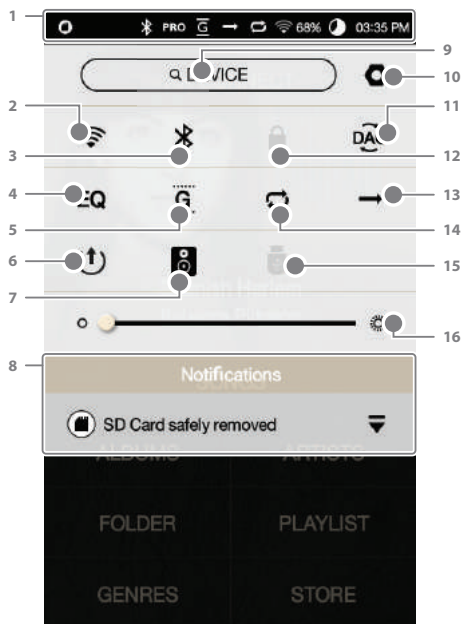 1
PRO G 68% 03:35 PM
9
DEVICE
10
2
11
DAC
3
12
4
EQ
G
13
5
14
6
15
7
16
8
Notifications
SD Card safely removed
ALBUMS ARTISTS
FOLDER PLAYLIST
GENRES STORE